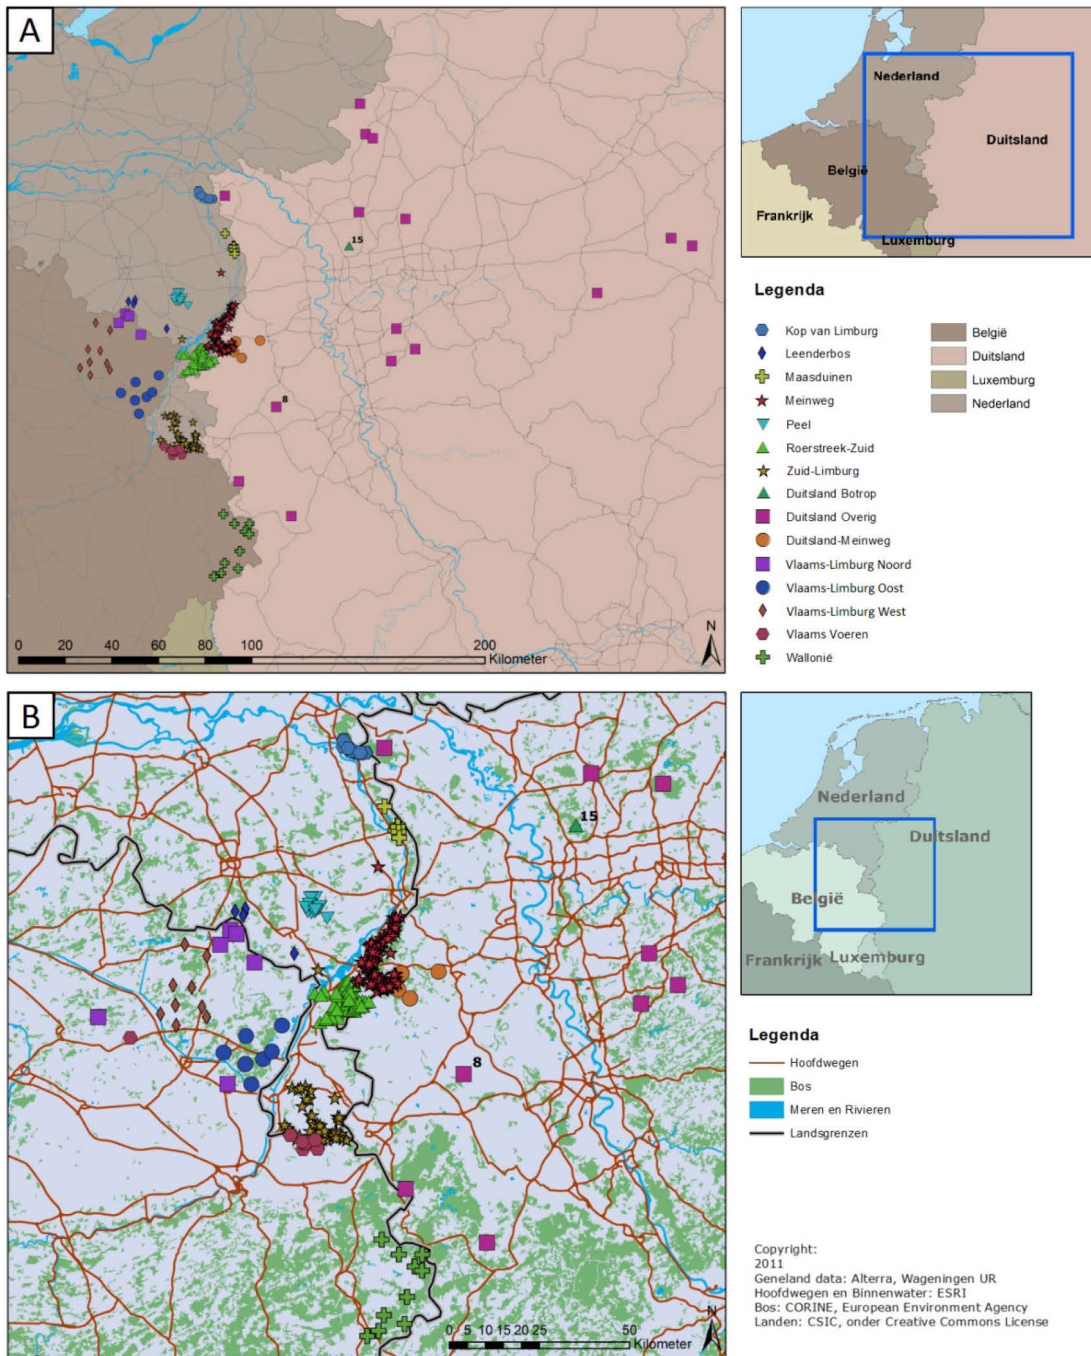 A
15
8
0 20 40 60 80 100 200
Kilometer
N
Nederland
Duitsland
België
Frankrijk
Luxemburg
Legenda
Kop van Limburg
Leenderbos
Maasduinen
Meinweg
Peel
Roerstreek-Zuid
Zuid-Limburg
Duitsland Botrop
Duitsland Overig
Duitsland-Meinweg
Vlaams-Limburg Noord
Vlaams-Limburg Oost
Vlaams-Limburg West
Vlaams Voeren
Wallonië
België
Duitsland
Luxemburg
Nederland
B
15
8
0 5 10 15 20 25 50
Kilometer
N
Nederland
Duitsland
België
Frankrijk
Luxemburg
Legenda
Hoofdwegen
Bos
Meren en Rivieren
Landsgrenzen
Copyright:
2011
Geneland data: Alterra, Wageningen UR
Hoofdwegen en Binnenwater: ESRI
Bos: CORINE, European Environment Agency
Landen: CSIC, onder Creative Commons License